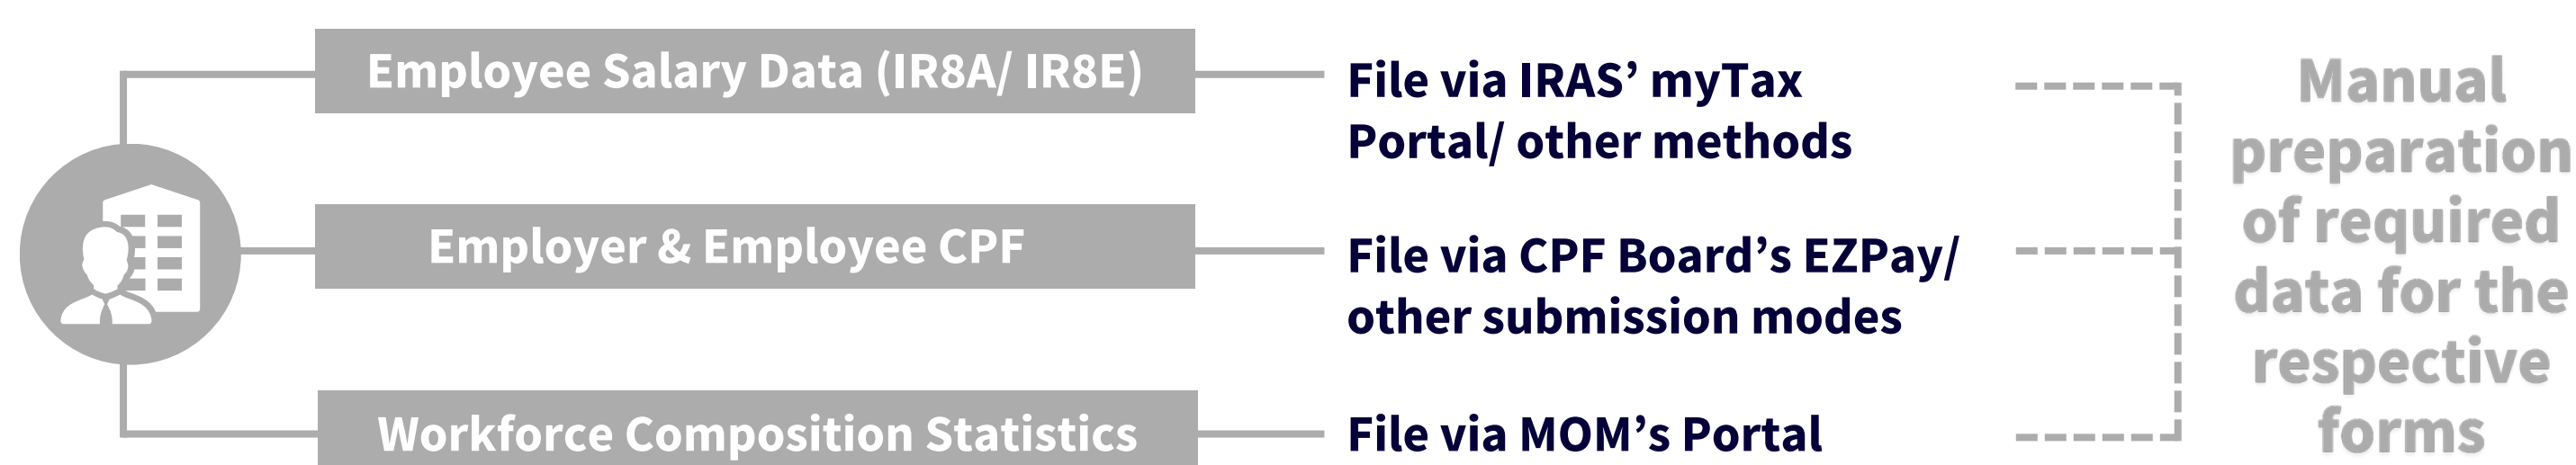 Employee Salary Data (IR8A/ IR8E)
File via IRAS’ myTax
Portal/ other methods
Employer & Employee CPF
File via CPF Board’s EZPay/
other submission modes
Workforce Composition Statistics
File via MOM’s Portal
Manual
preparation
of required
data for the
respective
forms